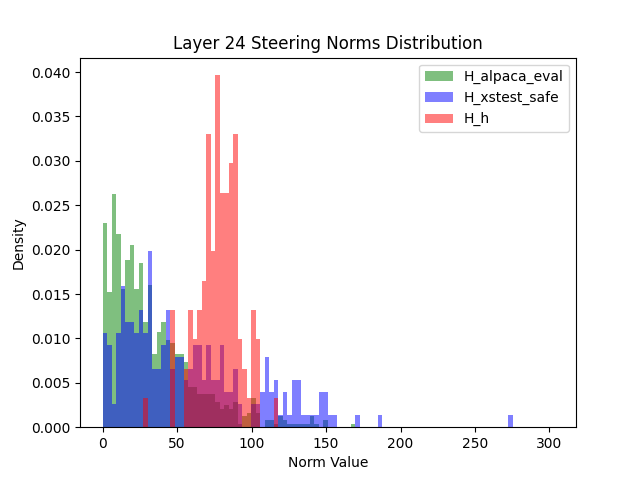 Layer 24 Steering Norms Distribution
H_alpaca_eval
H_xstest_safe
H_h
0.040
0.035
0.030
0.025
0.020
0.015
0.010
0.005
0.000
Density
0 50 100 150 200 250 300
Norm Value